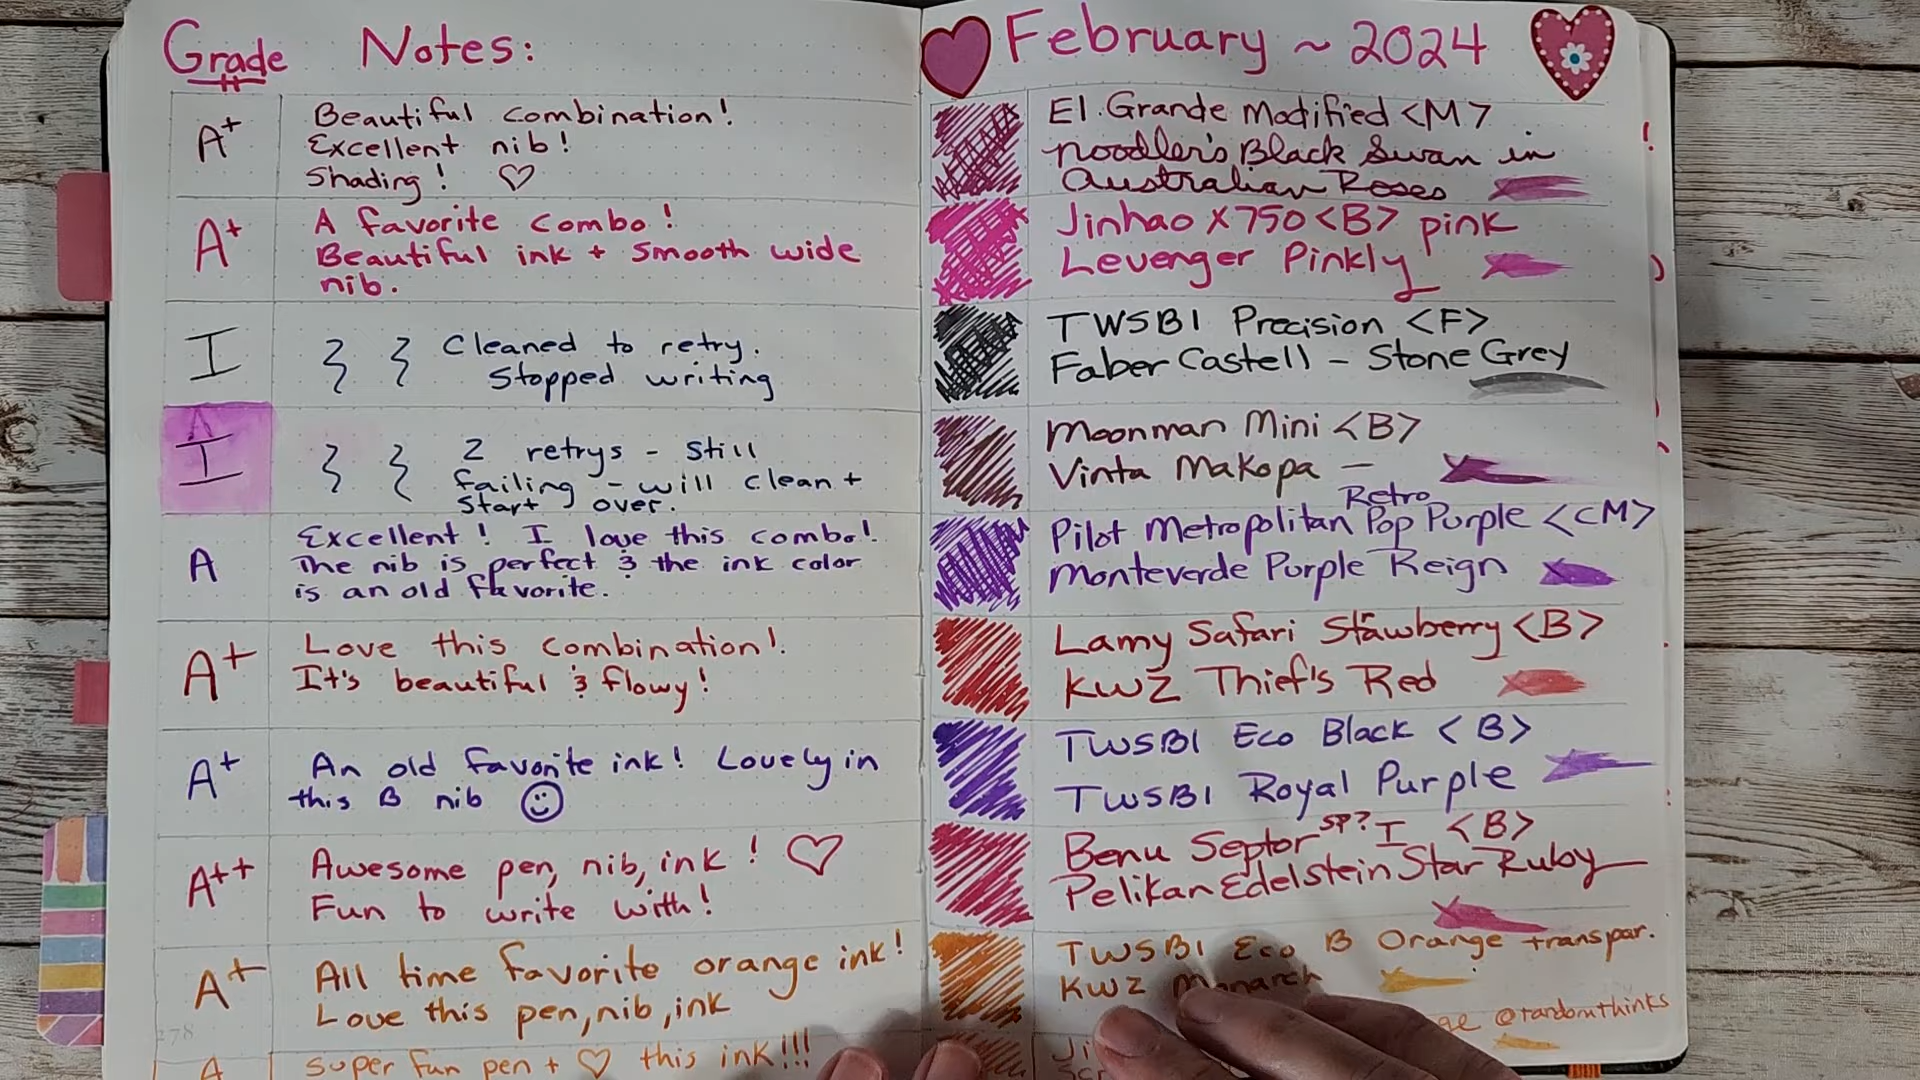 Grade Notes:
A+
Beautiful combination!
Excellent nib!
Shading! ♡
A+
A favorite combo!
Beautiful ink + smooth wide
nib.
I
Cleaned to retry.
Stopped writing
I
2 retrys - still
failing - will clean +
start over.
A
Excellent! I love this combo!
The nib is perfect & the ink color
is an old favorite.
A+
Love this combination!
It's beautiful & flowy!
A+
An old favorite ink! Lovely in
this B nib ☺
A++
Awesome pen, nib, ink! ♡
Fun to write with!
A+
All time favorite orange ink!
Love this pen, nib, ink
278
A
Super fun pen + ♡ this ink!!!
February ~ 2024
El Grande Modified <M>
Noodler's Black Swan in
Australian Roses
Jinhao X750 <B> pink
Levenger Pinkly
TWSBI Precision <F>
Faber Castell - Stone Grey
Moonman Mini <B>
Vinta Makopa -
Retro
Pilot Metropolitan Pop Purple <CM>
Monteverde Purple Reign
Lamy Safari Stawberry <B>
KWZ Thief's Red
TWSBI Eco Black <B>
TWSBI Royal Purple
Benu Septor sp? I <B>
Pelikan Edelstein Star Ruby
TWSBI Eco B Orange transpar.
KWZ Monarch
@tardonthinks